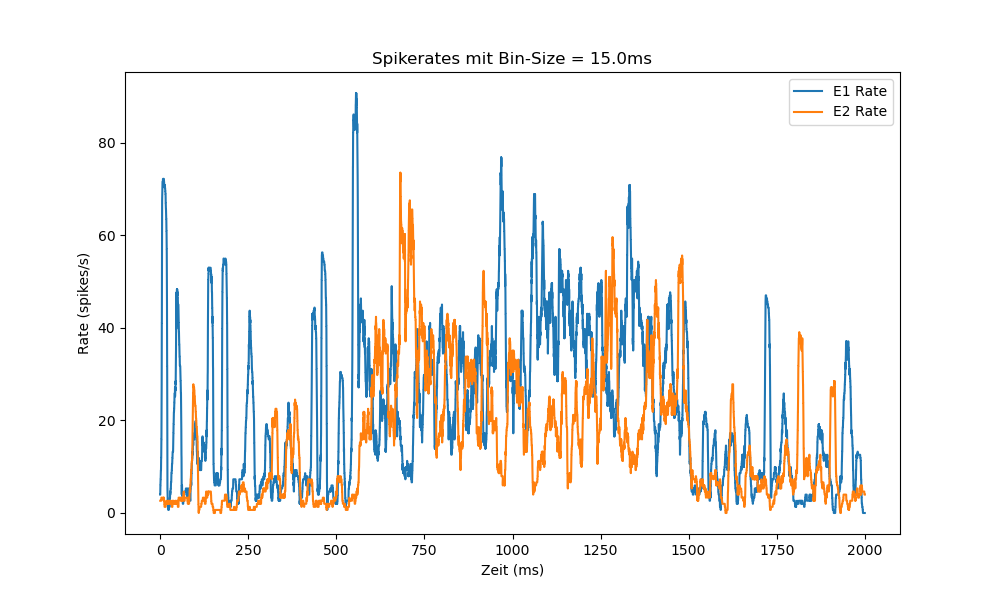 Spikerates mit Bin-Size = 15.0ms
E1 Rate
E2 Rate
80
60
40
20
0
Rate (spikes/s)
0 250 500 750 1000 1250 1500 1750 2000
Zeit (ms)